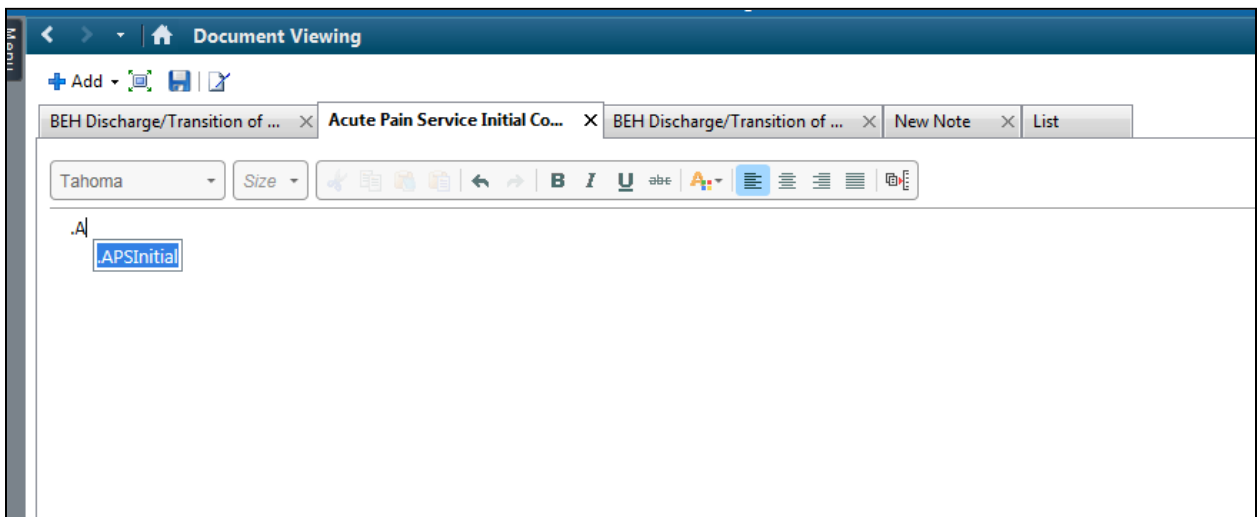 Menu
Document Viewing
Add
BEH Discharge/Transition of ... Acute Pain Service Initial Co... BEH Discharge/Transition of ... New Note List
Tahoma Size B I U abc A
.A
.APSInitial